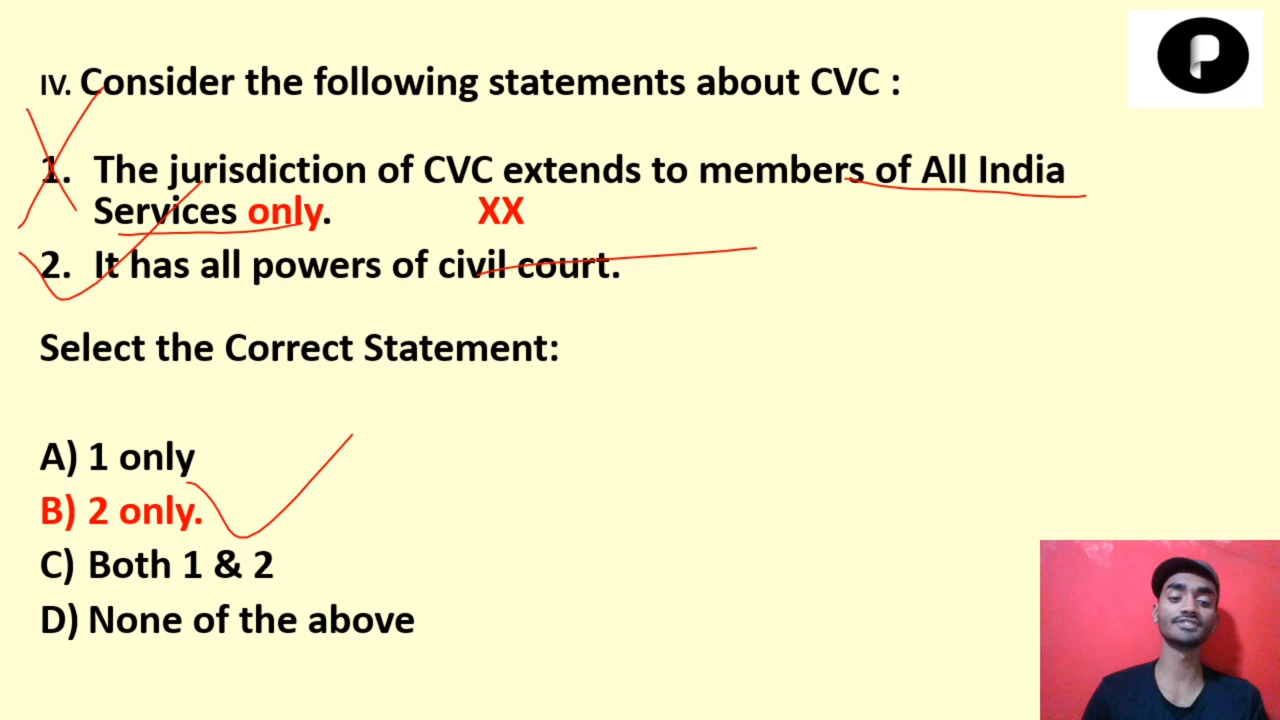 IV. Consider the following statements about CVC :
1. The jurisdiction of CVC extends to members of All India
Services only. XX
2. It has all powers of civil court.
Select the Correct Statement:
A) 1 only
B) 2 only.
C) Both 1 & 2
D) None of the above
P